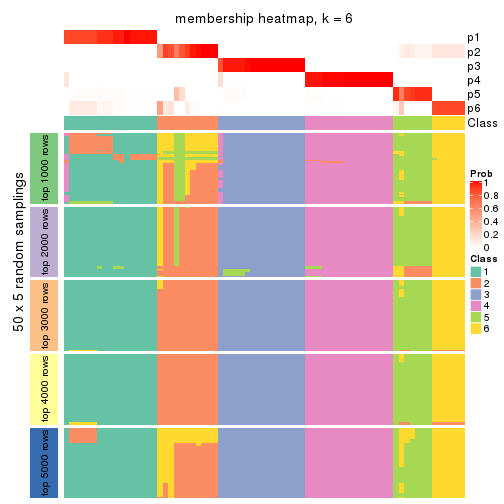 membership heatmap, k = 6
p1
p2
p3
p4
p5
p6
Class
50 x 5 random samplings
top 1000 rows
top 2000 rows
top 3000 rows
top 4000 rows
top 5000 rows
Prob
1
0.8
0.6
0.4
0.2
0
Class
1
2
3
4
5
6